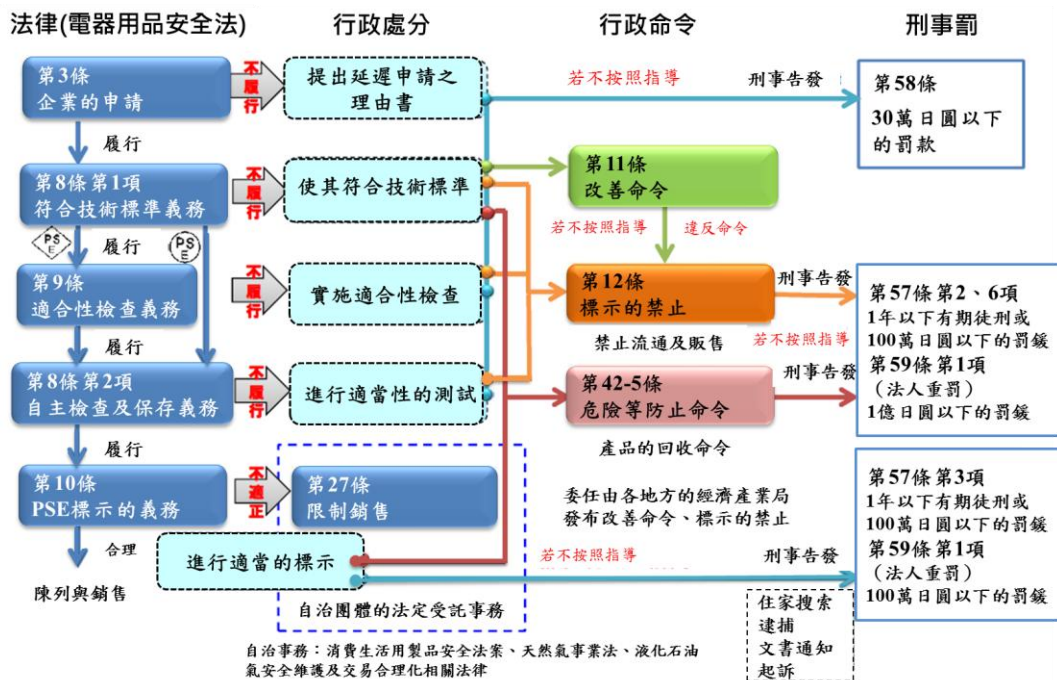 法律(電器用品安全法)
行政處分
行政命令
刑事罰
第3條
企業的申請
不履行
提出延遲申請之
理由書
若不按照指導
刑事告發
第58條
30萬日圓以下
的罰款
履行
第8條 第1項
符合技術標準義務
不履行
使其符合技術標準
第11條
改善命令
PS
E
履行
PS
E
若不按照指導
違反命令
第9條
適合性檢查義務
不履行
實施適合性檢查
第12條
標示的禁止
刑事告發
禁止流通及販售
若不按照指導
第57條 第2、6項
1年以下有期徒刑或
100萬日圓以下的罰鍰
第59條 第1項
（法人重罰）
1億日圓以下的罰鍰
履行
第8條 第2項
自主檢查及保存義務
不履行
進行適當性的測試
第42-5條
危險等防止命令
刑事告發
產品的回收命令
履行
第10條
PSE標示的義務
不適正
第27條
限制銷售
委任由各地方的經濟產業局
發布改善命令、標示的禁止
第57條 第3項
1年以下有期徒刑或
100萬日圓以下的罰鍰
第59條 第1項
（法人重罰）
100萬日圓以下的罰鍰
合理
進行適當的標示
若不按照指導
刑事告發
陳列與銷售
自治團體的法定受託事務
住家搜索
逮捕
文書通知
起訴
自治事務：消費生活用製品安全法案、天然氣事業法、液化石油
氣安全維護及交易合理化相關法律